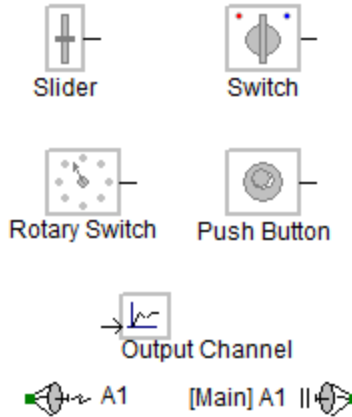 Slider
Switch
Rotary Switch
Push Button
Output Channel
A1
[Main] A1